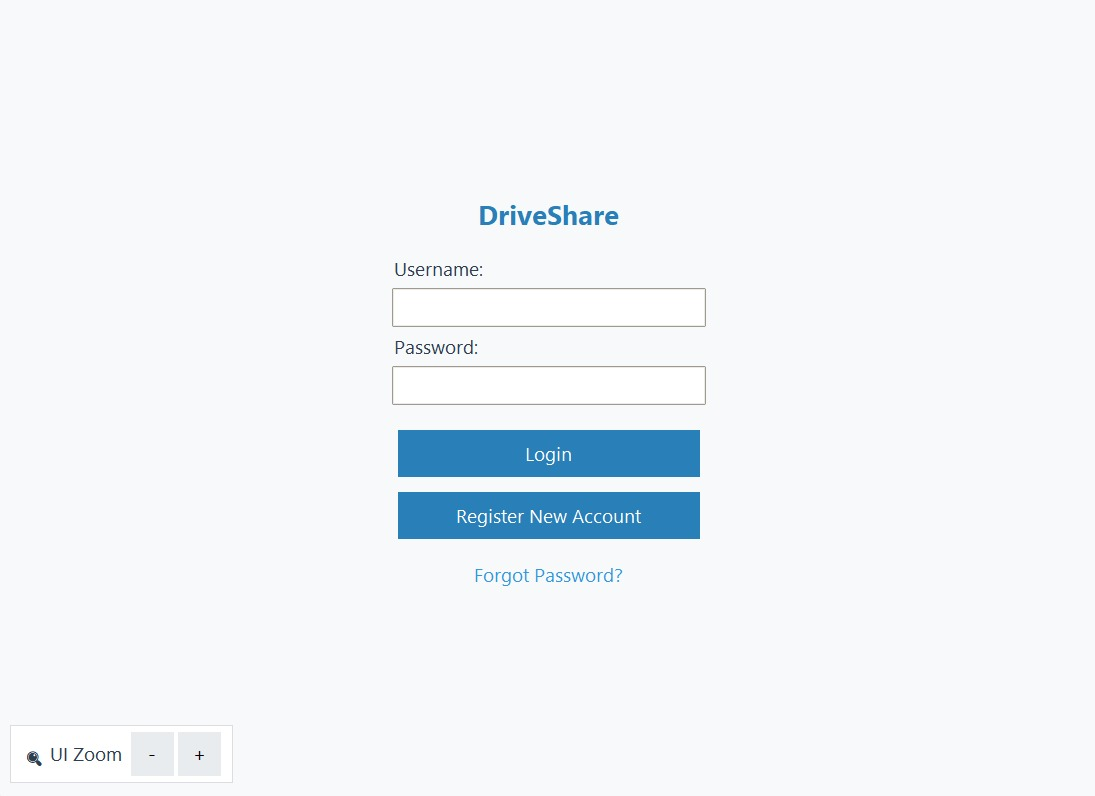 DriveShare
Username:
Password:
Login
Register New Account
Forgot Password?
UI Zoom - +